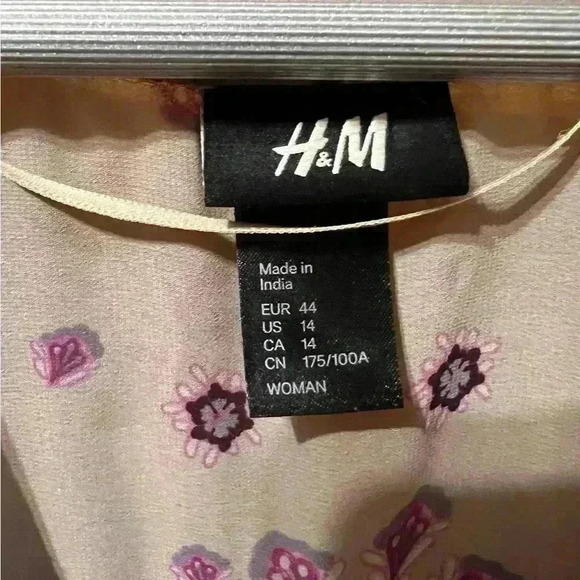 H&M
Made in
India
EUR 44
US 14
CA 14
CN 175/100A
WOMAN